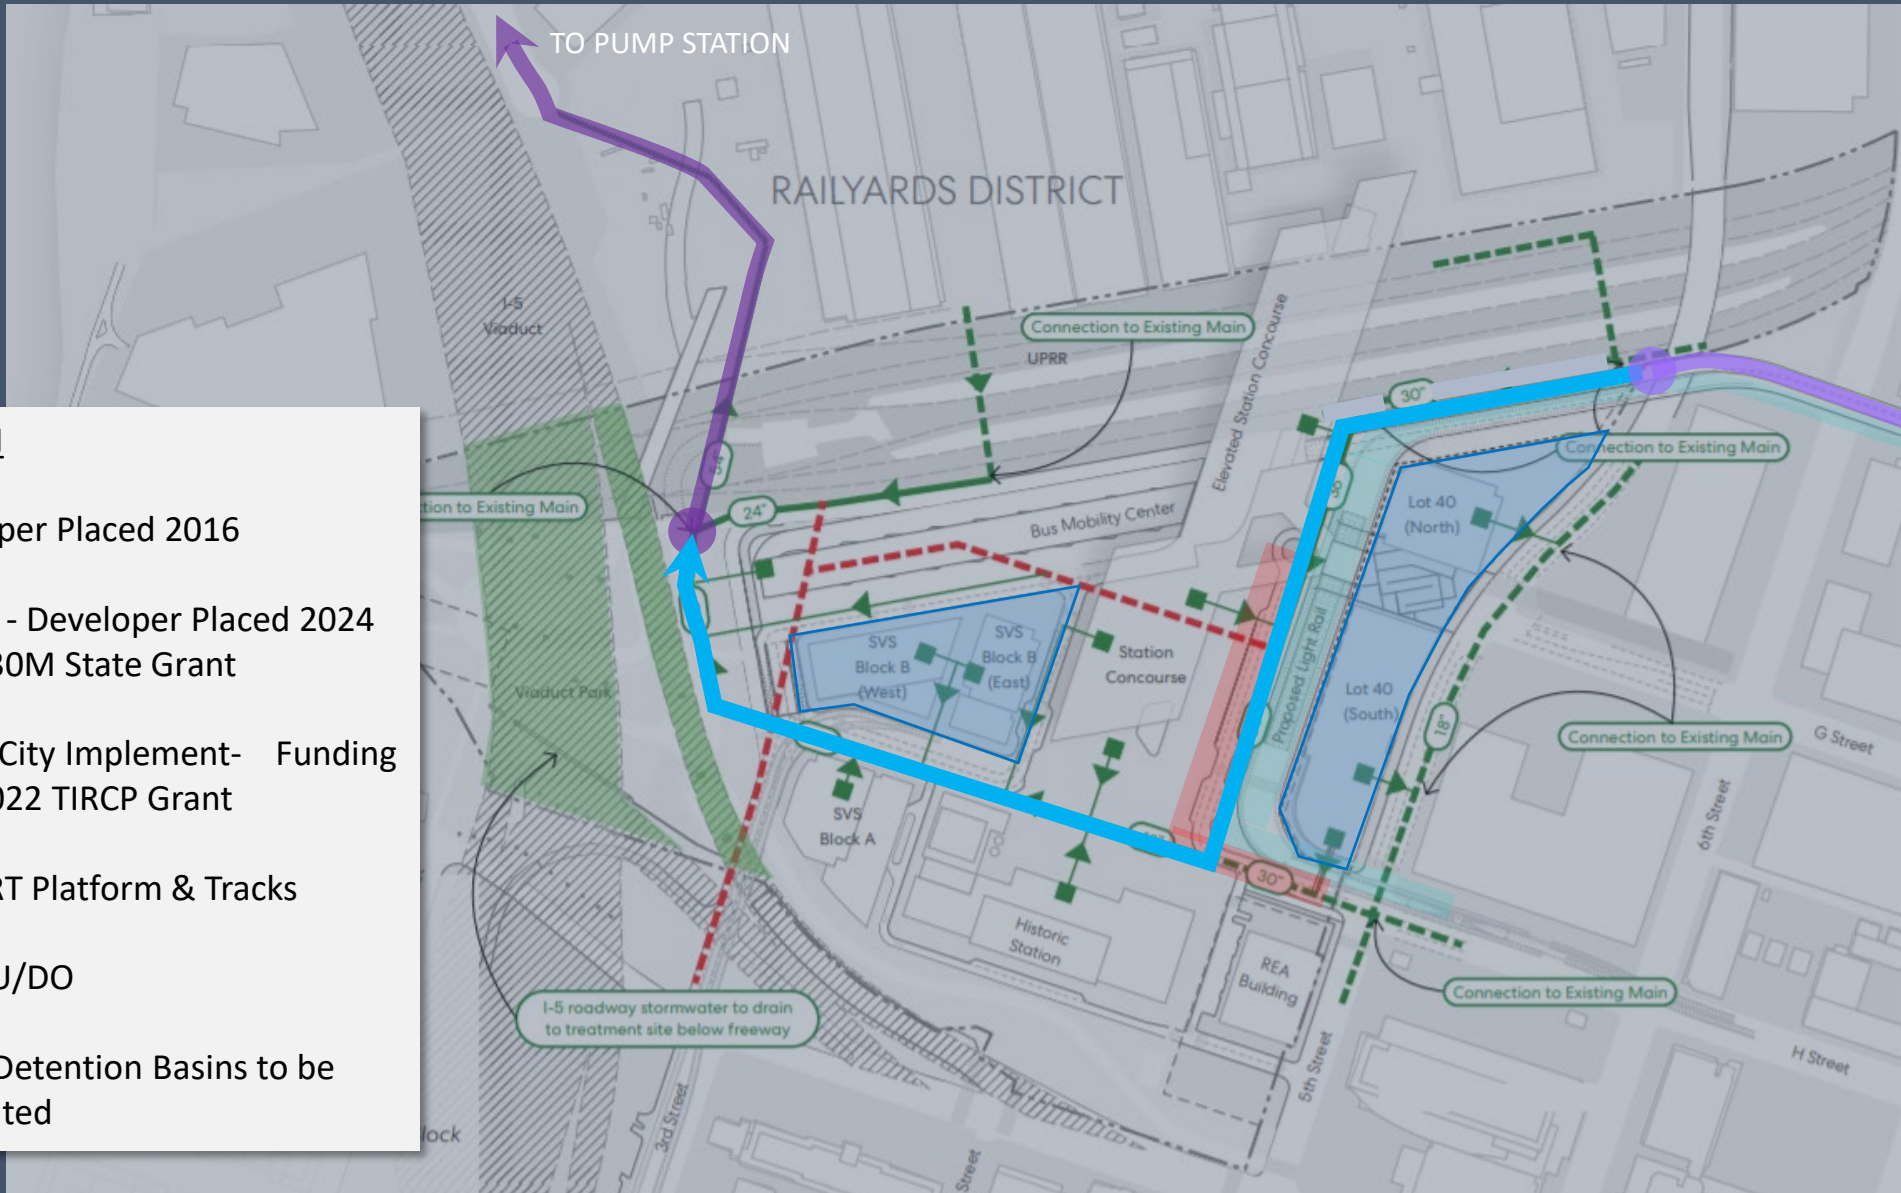 TO PUMP STATION
RAILYARDS DISTRICT
I-5
Viaduct
Connection to Existing Main
UPRR
Elevated Station Concourse
30"
Connection to Existing Main
54"
24"
tion to Existing Main
Bus Mobility Center
Lot 40
(North)
per Placed 2016
- Developer Placed 2024
30M State Grant
City Implement- Funding
022 TIRCP Grant
RT Platform & Tracks
U/DO
Detention Basins to be
ted
SVS
Block B
(West)
SVS
Block B
(East)
Station
Concourse
Proposed Light Rail
Lot 40
(South)
Viaduct Park
18"
Connection to Existing Main
G Street
6th Street
SVS
Block A
30"
Historic
Station
REA
Building
Connection to Existing Main
I-5 roadway stormwater to drain
to treatment site below freeway
H Street
5th Street
3rd Street
lock
Street